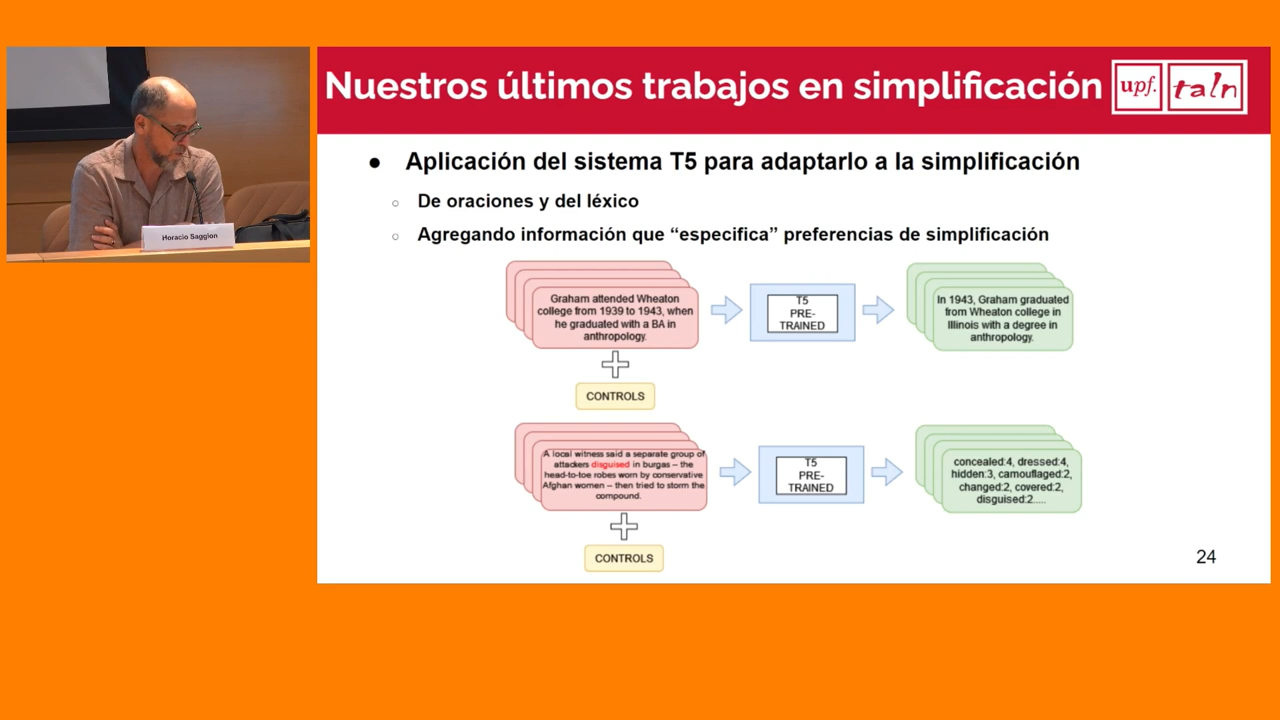 Nuestros últimos trabajos en simplificación
upf.
taln
● Aplicación del sistema T5 para adaptarlo a la simplificación
○ De oraciones y del léxico
○ Agregando información que “especifica” preferencias de simplificación
Graham attended Wheaton
college from 1939 to 1943, when
he graduated with a BA in
anthropology.
T5
PRE-
TRAINED
In 1943, Graham graduated
from Wheaton college in
Illinois with a degree in
anthropology.
CONTROLS
A local witness said a separate group of
attackers disguised in burqas – the
head-to-toe robes worn by conservative
Afghan women – then tried to storm the
compound.
T5
PRE-
TRAINED
concealed:4, dressed:4,
hidden:3, camouflaged:2,
changed:2, covered:2,
disguised:2.....
CONTROLS
24
Horacio Saggion